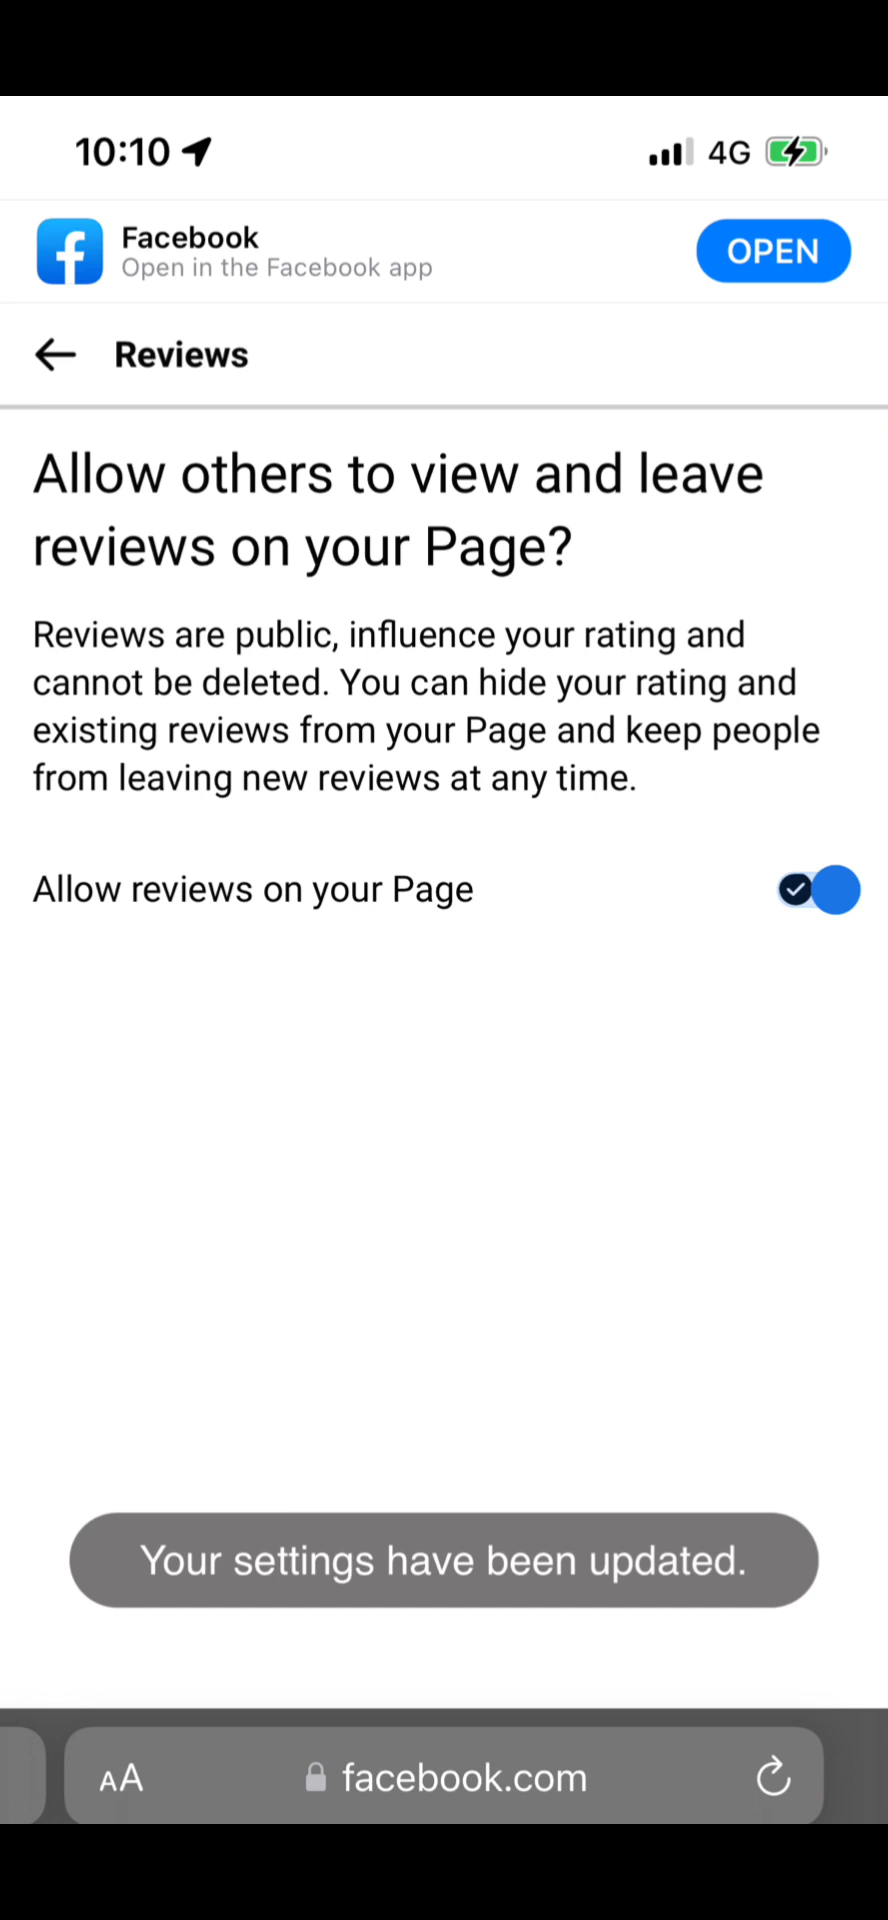 10:10
4G
Facebook
Open in the Facebook app
OPEN
Reviews
Allow others to view and leave
reviews on your Page?
Reviews are public, influence your rating and
cannot be deleted. You can hide your rating and
existing reviews from your Page and keep people
from leaving new reviews at any time.
Allow reviews on your Page
Your settings have been updated.
AA
facebook.com